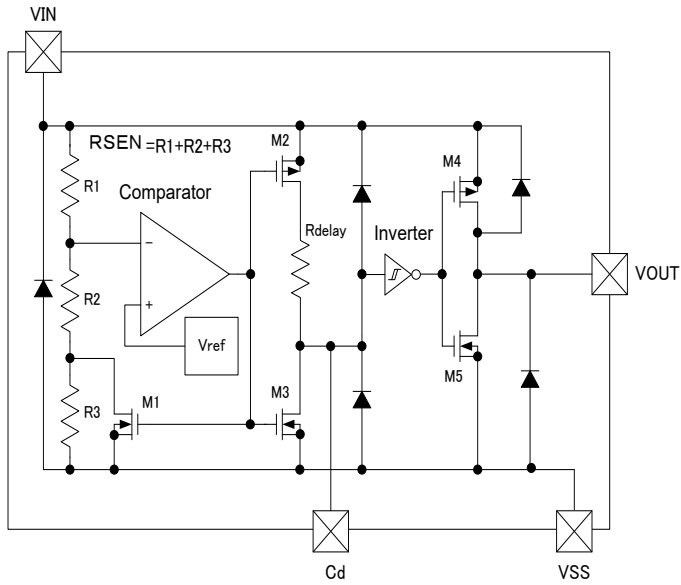 VIN
RSEN =R1+R2+R3
M2
M4
R1
Comparator
Rdelay
Inverter
−
VOUT
R2
+
Vref
M5
R3
M1
M3
Cd
VSS